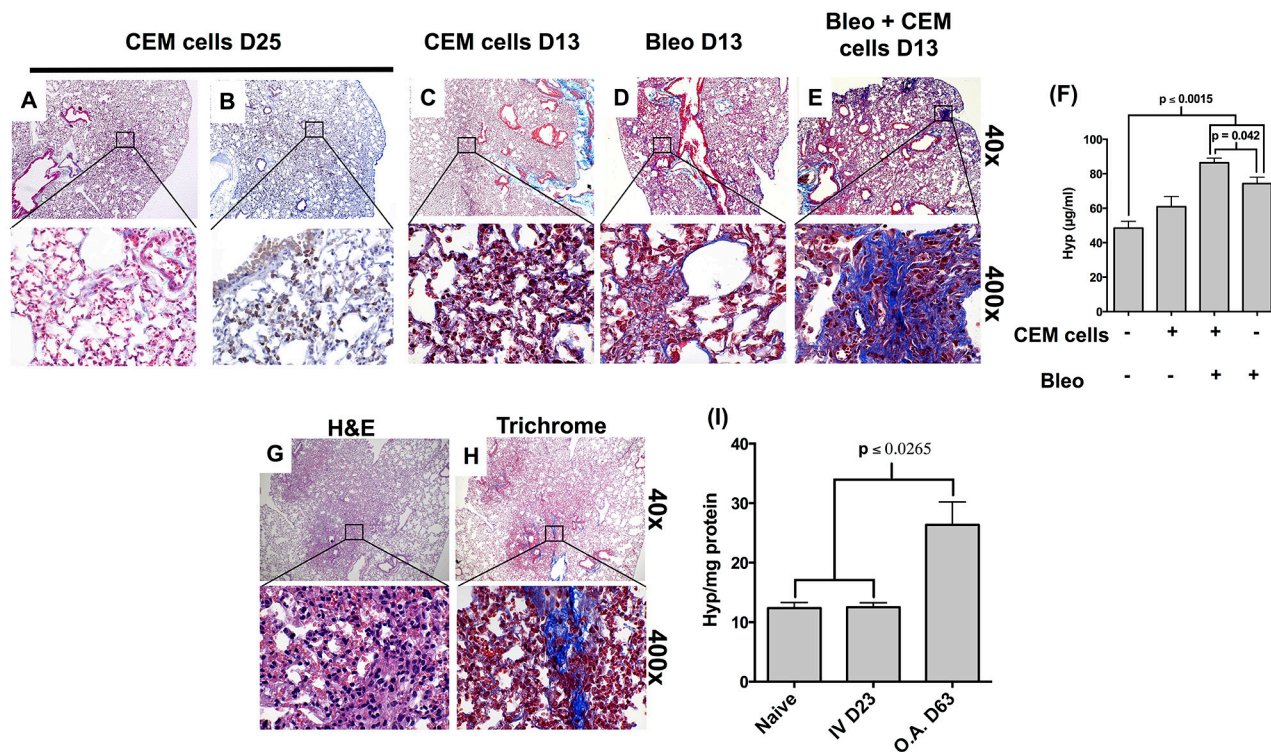 CEM cells D25
CEM cells D13
Bleo D13
Bleo + CEM
cells D13
A
B
C
D
E
40x
400x
(F)
p ≤ 0.0015
p = 0.042
100
80
60
40
20
0
Hyp (µg/ml)
CEM cells - + + -
Bleo - - + +
H&E
Trichrome
G
H
40x
400x
(I)
p ≤ 0.0265
40
30
20
10
0
Hyp/mg protein
Naive
IV D23
O.A. D63